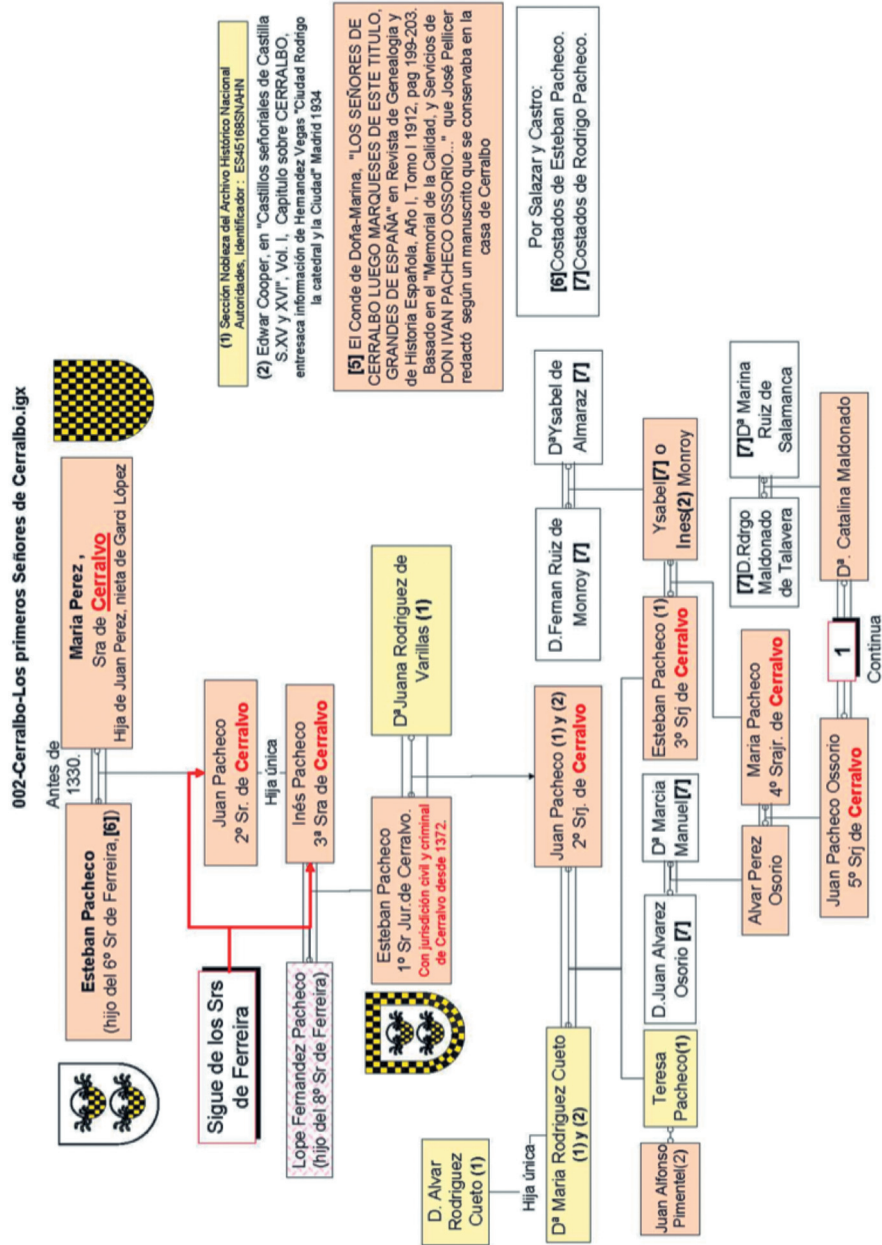 002-Cerralbo-Los primeros Señores de Cerralbo.igx
Esteban Pacheco
(hijo del 6º Sr de Ferreira,[6])
Antes de
1330.
Maria Perez ,
Sra de Cerralvo
Hija de Juan Perez, nieta de Garci López
(1) Sección Nobleza del Archivo Histórico Nacional
Autoridades, Identificador : ES45168SNAHN
(2) Edwar Cooper, en "Castillos señoriales de Castilla
S.XV y XVI", Vol. I, Capitulo sobre CERRALBO,
entresaca información de Hernandez Vegas "Ciudad Rodrigo
la catedral y la Ciudad" Madrid 1934
[5] El Conde de Doña-Marina, "LOS SEÑORES DE
CERRALBO LUEGO MARQUESES DE ESTE TITULO,
GRANDES DE ESPAÑA" en Revista de Genealogia y
de Historia Española, Año I, Tomo I 1912, pag 199-203.
Basado en el "Memorial de la Calidad, y Servicios de
DON IVAN PACHECO OSSORIO..." que José Pellicer
redactó según un manuscrito que se conservaba en la
casa de Cerralbo
Por Salazar y Castro:
[6]Costados de Esteban Pacheco.
[7]Costados de Rodrigo Pacheco.
Sigue de los Srs
de Ferreira
Juan Pacheco
2º Sr. de Cerralvo
Hija única
Lope Fernandez Pacheco
(hijo del 8º Sr de Ferreira)
Inés Pacheco
3ª Sra de Cerralvo
Esteban Pacheco
1º Sr Jur.de Cerralvo.
Con jurisdición civil y criminal
de Cerralvo desde 1372.
DªJuana Rodriguez de
Varillas (1)
D. Alvar
Rodriguez
Cueto (1)
Hija única
Dª Maria Rodriguez Cueto
(1) y (2)
Juan Pacheco (1) y (2)
2º Srj. de Cerralvo
D.Fernan Ruiz de
Monroy [7]
DªYsabel de
Almaraz [7]
Juan Alfonso
Pimentel(2)
Teresa
Pacheco(1)
D.Juan Alvarez
Osorio [7]
Dª Marcia
Manuel[7]
Esteban Pacheco (1)
3º Srj de Cerralvo
Ysabel[7] o
Ines(2) Monroy
Alvar Perez
Osorio
Maria Pacheco
4º Srajr. de Cerralvo
[7]D.Rdrgo
Maldonado
de Talavera
[7]Dª Marina
Ruiz de
Salamanca
Juan Pacheco Ossorio
5º Srj de Cerralvo
1
Continua
Dª. Catalina Maldonado